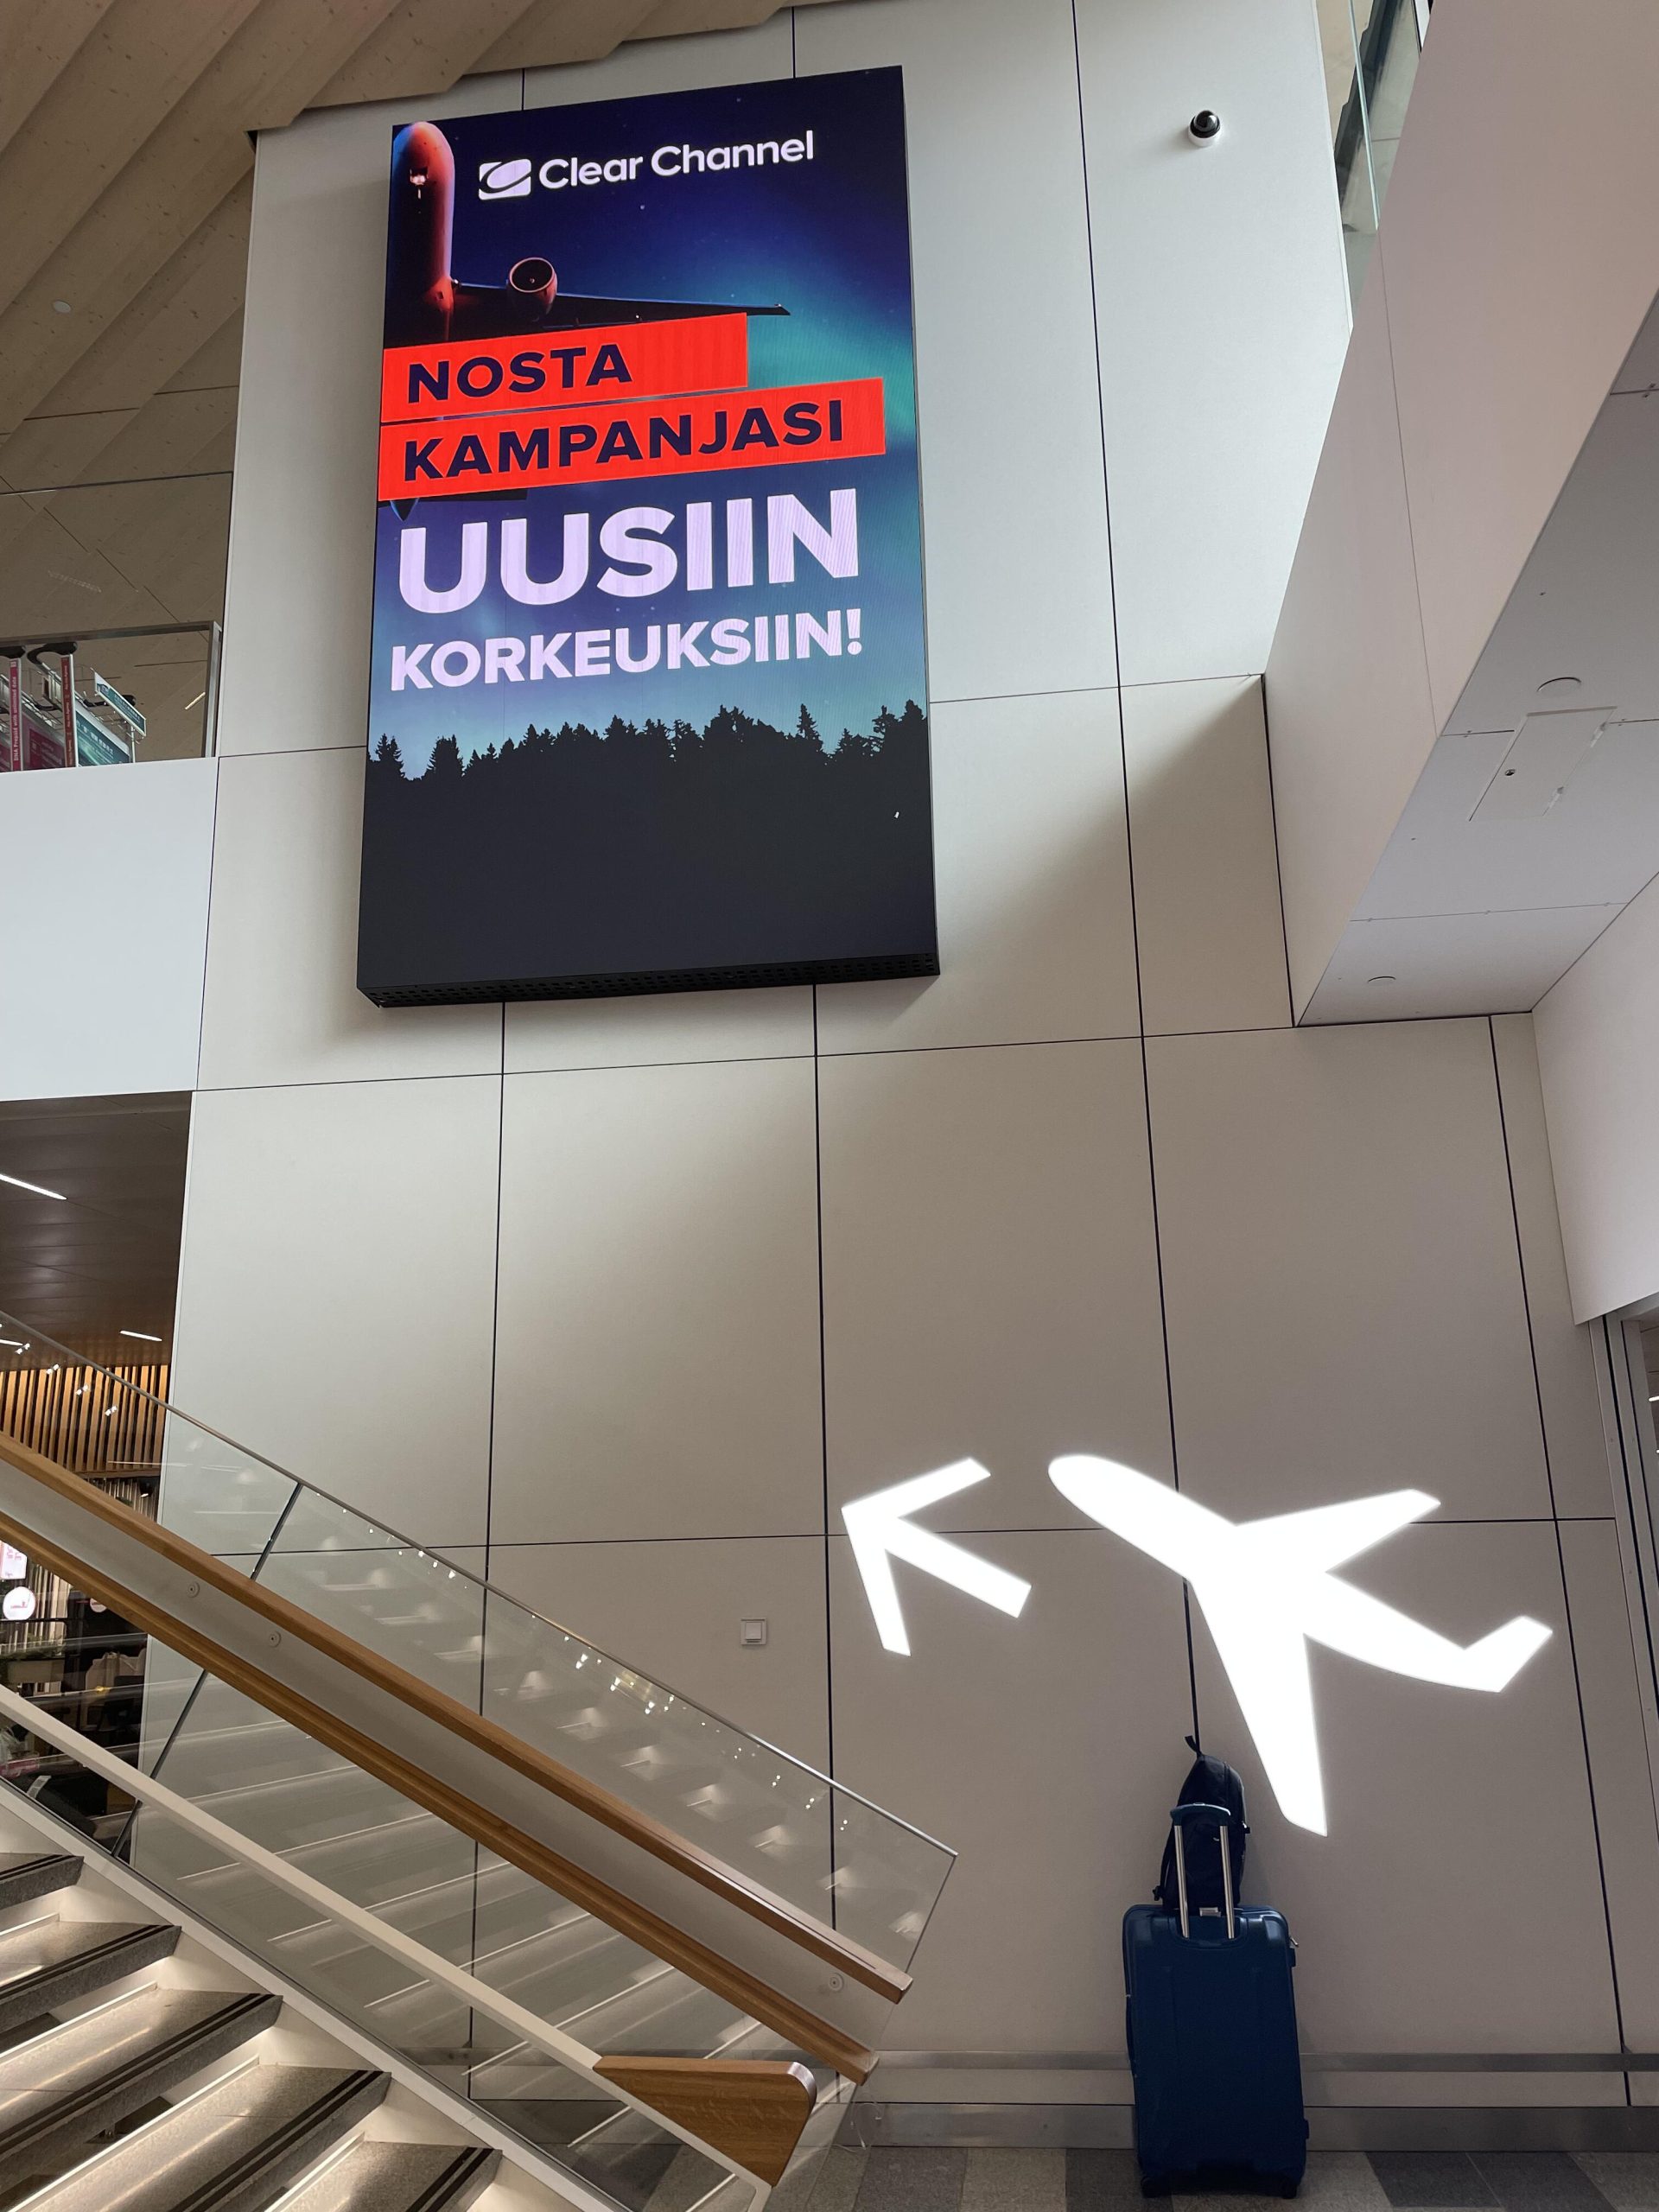 Clear Channel
NOSTA
KAMPANJASI
UUSIIN
KORKEUKSIIN!